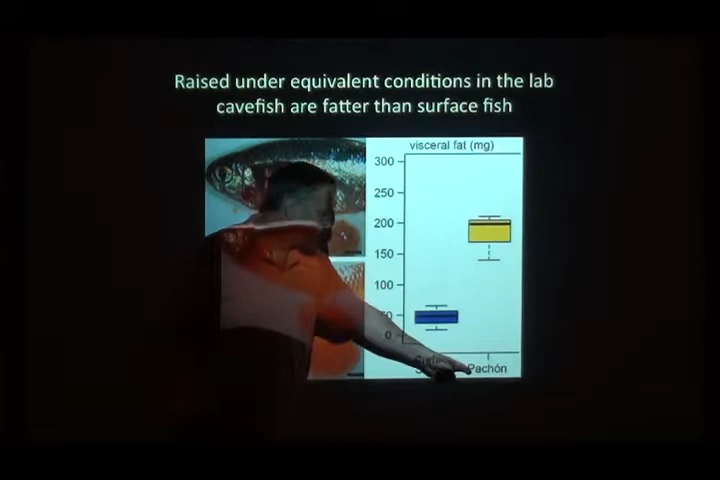 Raised under equivalent conditions in the lab
cavefish are fatter than surface fish
visceral fat (mg)
300
250
200
150
100
0
Pachón